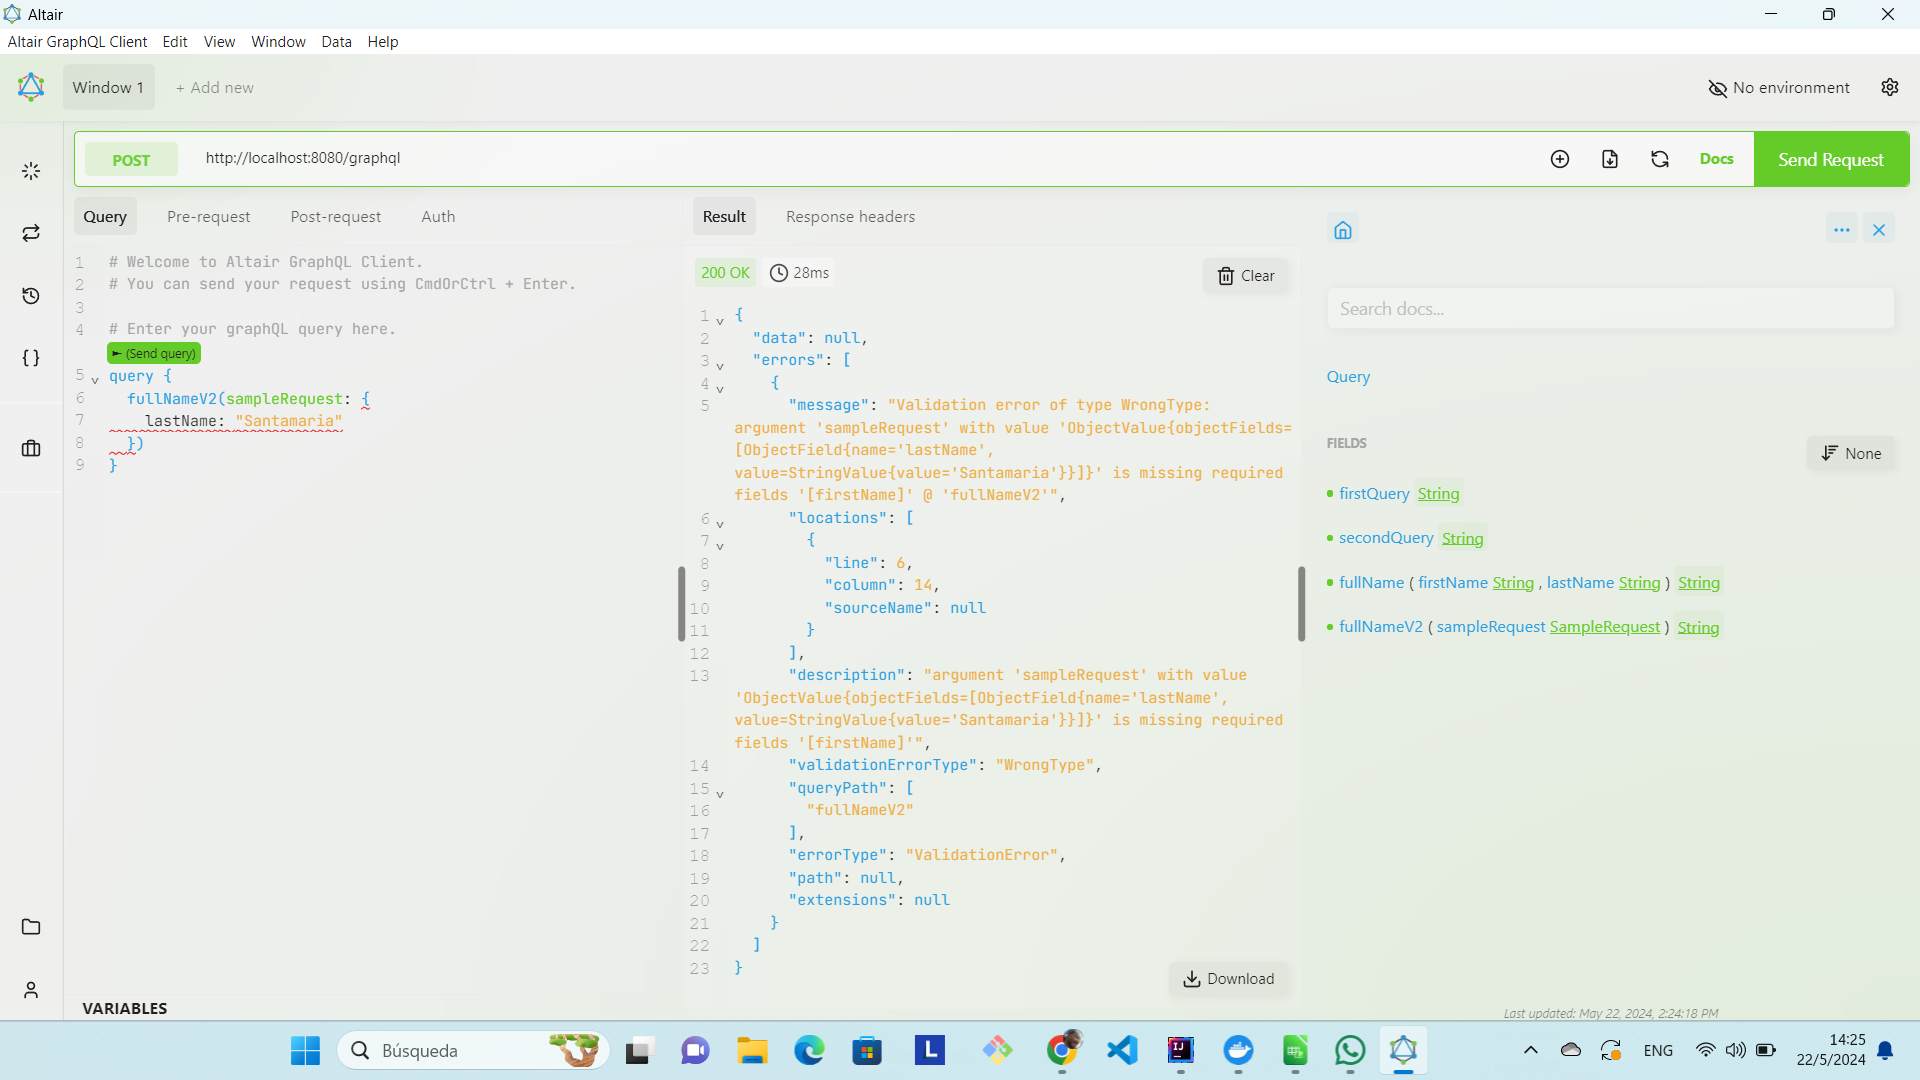 Altair
Altair GraphQL Client Edit View Window Data Help
Window 1 + Add new No environment
POST http://localhost:8080/graphql Docs Send Request
Query Pre-request Post-request Auth
1 # Welcome to Altair GraphQL Client.
2 # You can send your request using CmdOrCtrl + Enter.
3
4 # Enter your graphQL query here.
(Send query)
5 query {
6 fullNameV2(sampleRequest: {
7 lastName: "Santamaria"
8 })
9 }
VARIABLES
Result Response headers
200 OK 28ms Clear
1 {
2 "data": null,
3 "errors": [
4 {
5 "message": "Validation error of type WrongType:
argument 'sampleRequest' with value 'ObjectValue{objectFields=
[ObjectField{name='lastName',
value=StringValue{value='Santamaria'}}]}' is missing required
fields '[firstName]' @ 'fullNameV2'",
6 "locations": [
7 {
8 "line": 6,
9 "column": 14,
10 "sourceName": null
11 }
12 ],
13 "description": "argument 'sampleRequest' with value
'ObjectValue{objectFields=[ObjectField{name='lastName',
value=StringValue{value='Santamaria'}}]}' is missing required
fields '[firstName]'",
14 "validationErrorType": "WrongType",
15 "queryPath": [
16 "fullNameV2"
17 ],
18 "errorType": "ValidationError",
19 "path": null,
20 "extensions": null
21 }
22 ]
23 }
Download
Search docs...
Query
FIELDS
None
firstQuery String
secondQuery String
fullName ( firstName String , lastName String ) String
fullNameV2 ( sampleRequest SampleRequest ) String
Last updated: May 22, 2024, 2:24:18 PM
Búsqueda
L
IJ
ENG
14:25
22/5/2024